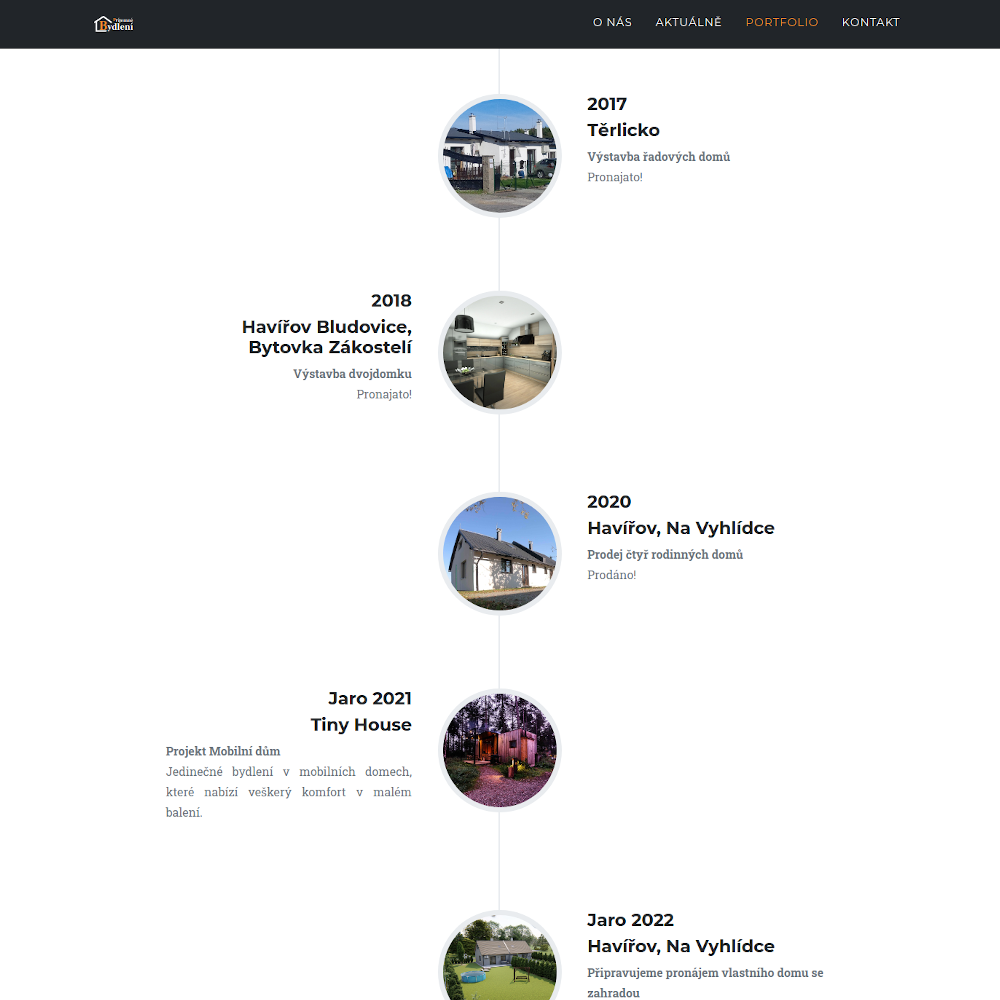 Příjemné
Bydlení
O NÁS
AKTUÁLNĚ
PORTFOLIO
KONTAKT
2017
Těrlicko
Výstavba řadových domů
Pronajato!
2018
Havířov Bludovice,
Bytovka Zákostelí
Výstavba dvojdomku
Pronajato!
2020
Havířov, Na Vyhlídce
Prodej čtyř rodinných domů
Prodáno!
Jaro 2021
Tiny House
Projekt Mobilní dům
Jedinečné bydlení v mobilních domech,
které nabízí veškerý komfort v malém
balení.
Jaro 2022
Havířov, Na Vyhlídce
Připravujeme pronájem vlastního domu se
zahradou